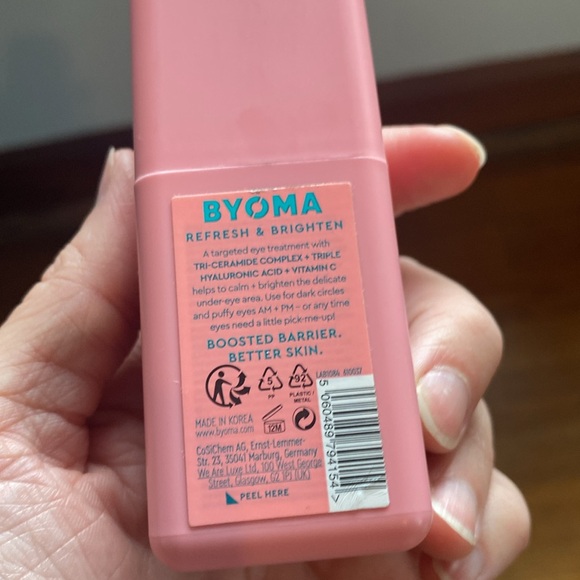 BYOMA
REFRESH & BRIGHTEN
A targeted eye treatment with
TRI-CERAMIDE COMPLEX + TRIPLE
HYALURONIC ACID + VITAMIN C
helps to calm + brighten the delicate
under-eye area. Use for dark circles
and puffy eyes AM + PM – or any time
eyes need a little pick-me-up!
BOOSTED BARRIER.
BETTER SKIN.
5
PP
92
PLASTIC/
METAL
MADE IN KOREA
www.byoma.com
12M
CoSiChem AG, Ernst-Lemmer-
Str. 23, 35041 Marburg, Germany
We Are Luxe Ltd, 100 West George
Street, Glasgow, G2 1PJ (UK)
PEEL HERE
5 060489 794154 >